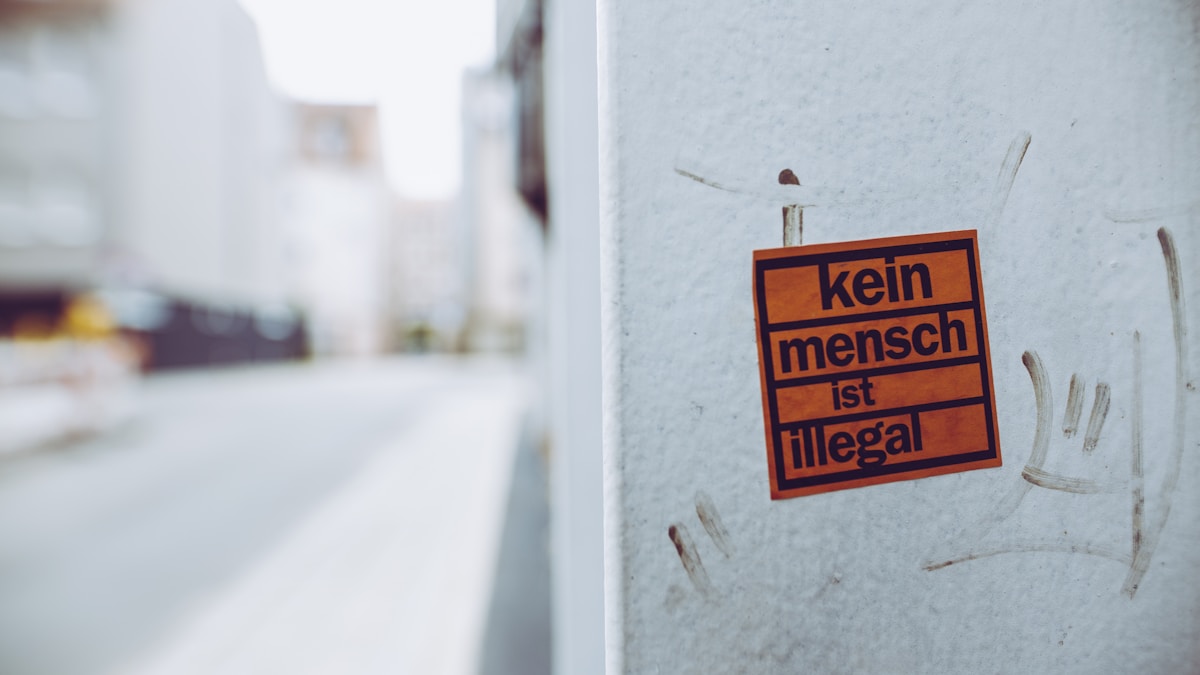 kein
mensch
ist
illegal